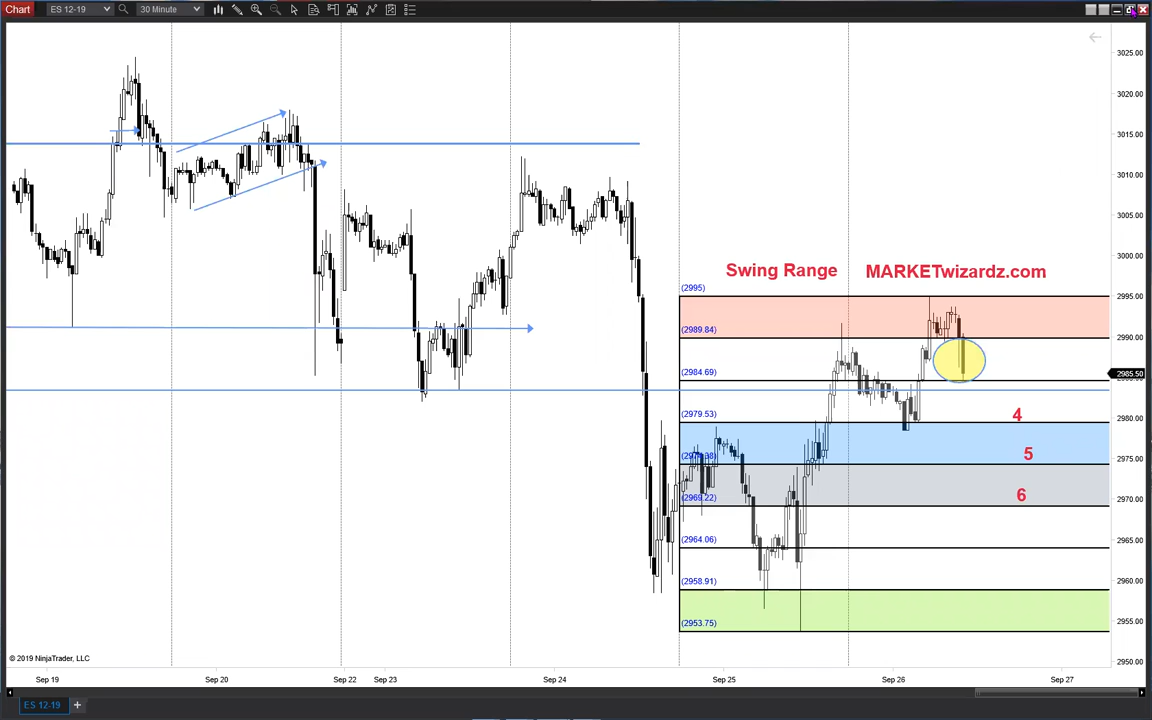 Chart ES 12-19 30 Minute
3025.00
3020.00
3015.00
3010.00
3005.00
3000.00
Swing Range MARKETwizardz.com
(2995) 2995.00
(2989.84) 2990.00
2985.50
(2984.69)
(2979.53) 4 2980.00
5 2975.00
(2969.22) 6 2970.00
(2964.06) 2965.00
(2958.91) 2960.00
(2953.75) 2955.00
© 2019 NinjaTrader, LLC 2950.00
Sep 19 Sep 20 Sep 22 Sep 23 Sep 24 Sep 25 Sep 26 Sep 27
ES 12-19 +